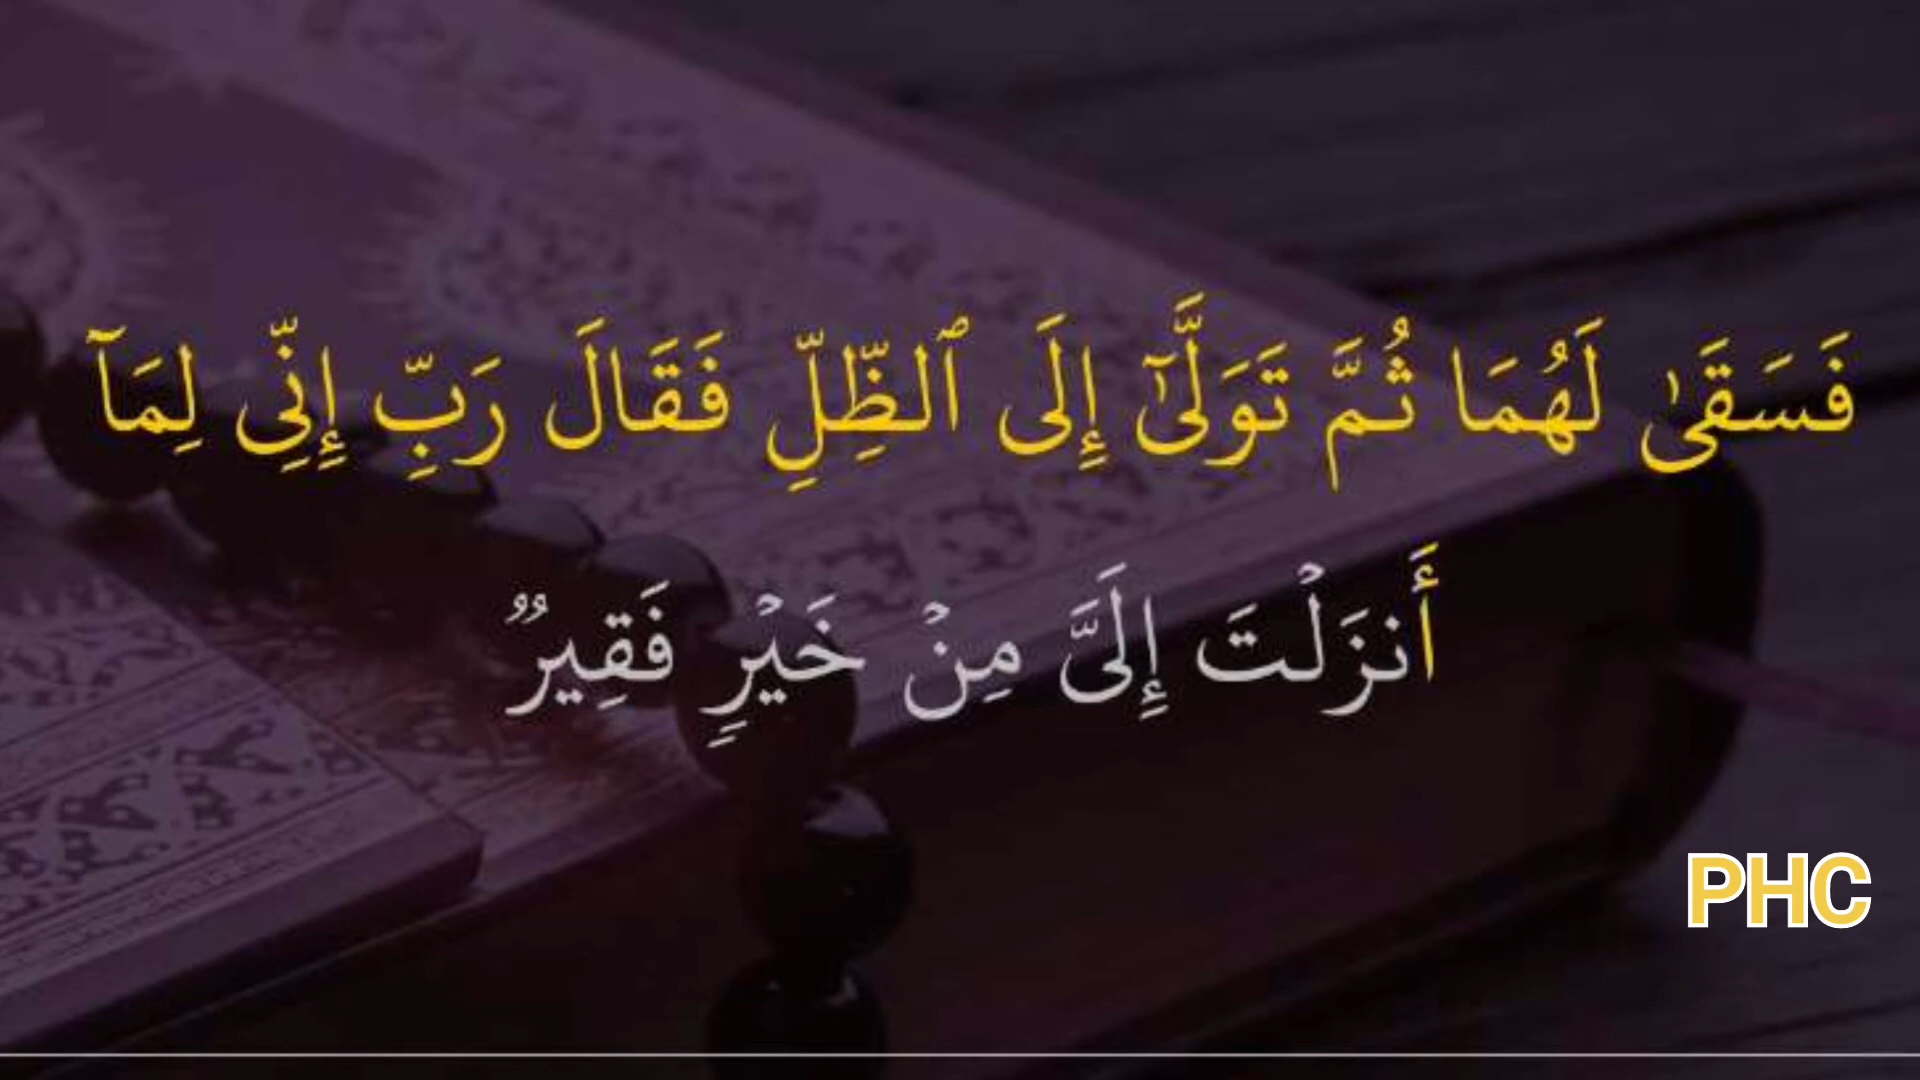 فَسَقَىٰ لَهُمَا ثُمَّ تَوَلَّىٰٓ إِلَى ٱلظِّلِّ فَقَالَ رَبِّ إِنِّى لِمَآ
أَنزَلْتَ إِلَىَّ مِنْ خَيْرٍ فَقِيرٌ
PHC